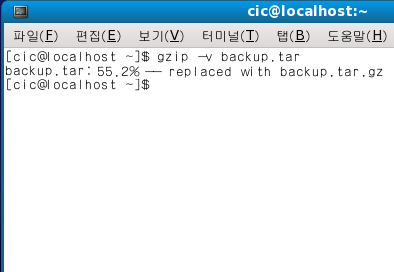 cic@localhost:~
파일(F) 편집(E) 보기(V) 터미널(T) 탭(B) 도움말(H)
[cic@localhost ~]$ gzip -v backup.tar
backup.tar: 55.2% -- replaced with backup.tar.gz
[cic@localhost ~]$